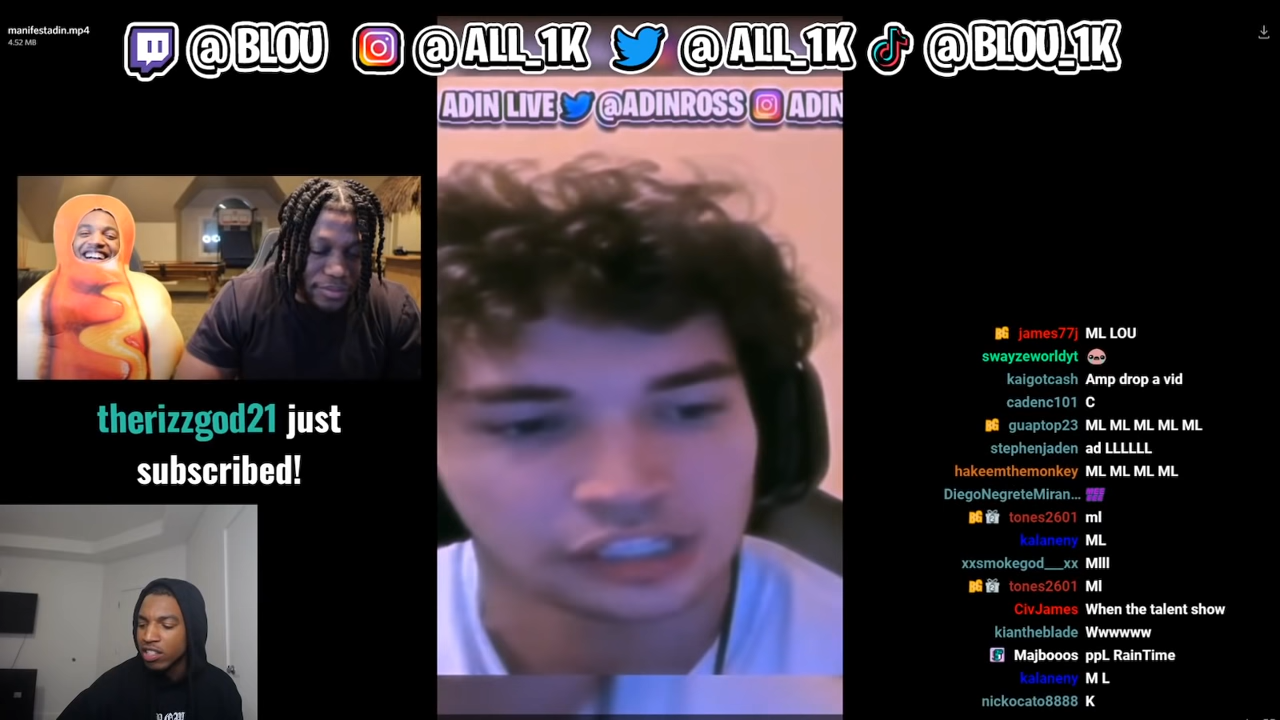 manifestadin.mp4
4.52 MB
@BLOU @ALL_1K @ALL_1K @BLOU_1K
ADIN LIVE @ADINROSS ADIN
therizzgod21 just
subscribed!
james77j ML LOU
swayzeworldyt
kaigotcash Amp drop a vid
cadenc101 C
guaptop23 ML ML ML ML ML
stephenjaden ad LLLLLL
hakeemthemonkey ML ML ML ML
DiegoNegreteMiran...
tones2601 ml
kalaneny ML
xxsmokegod___xx Mlll
tones2601 Ml
CivJames When the talent show
kiantheblade Wwwwww
Majbooos ppL RainTime
kalaneny M L
nickocato8888 K